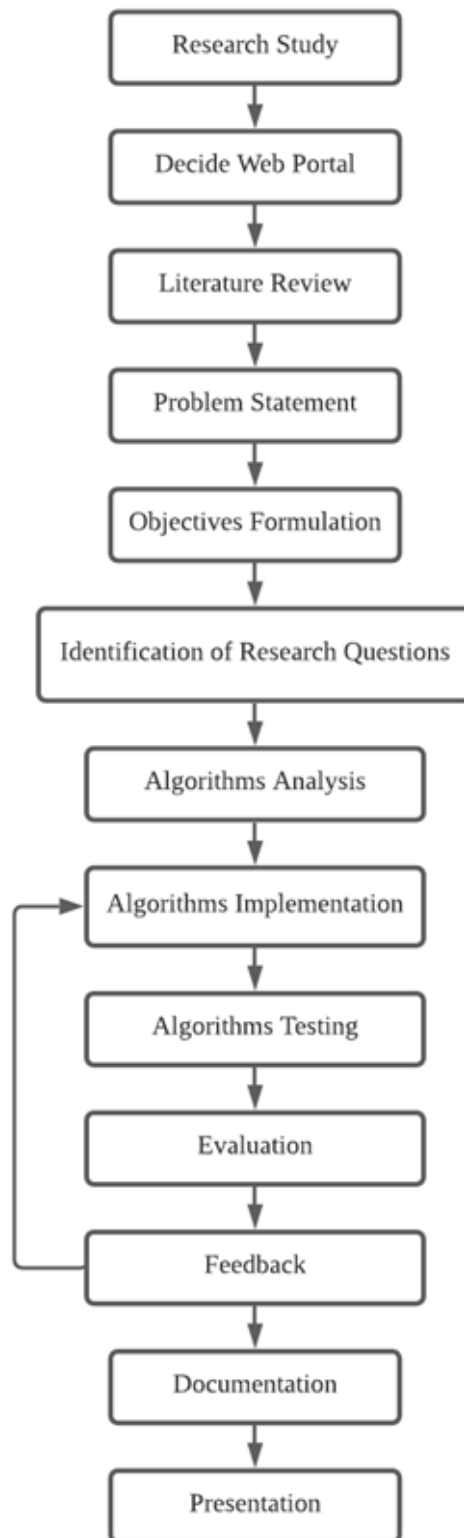 Research Study
Decide Web Portal
Literature Review
Problem Statement
Objectives Formulation
Identification of Research Questions
Algorithms Analysis
Algorithms Implementation
Algorithms Testing
Evaluation
Feedback
Documentation
Presentation